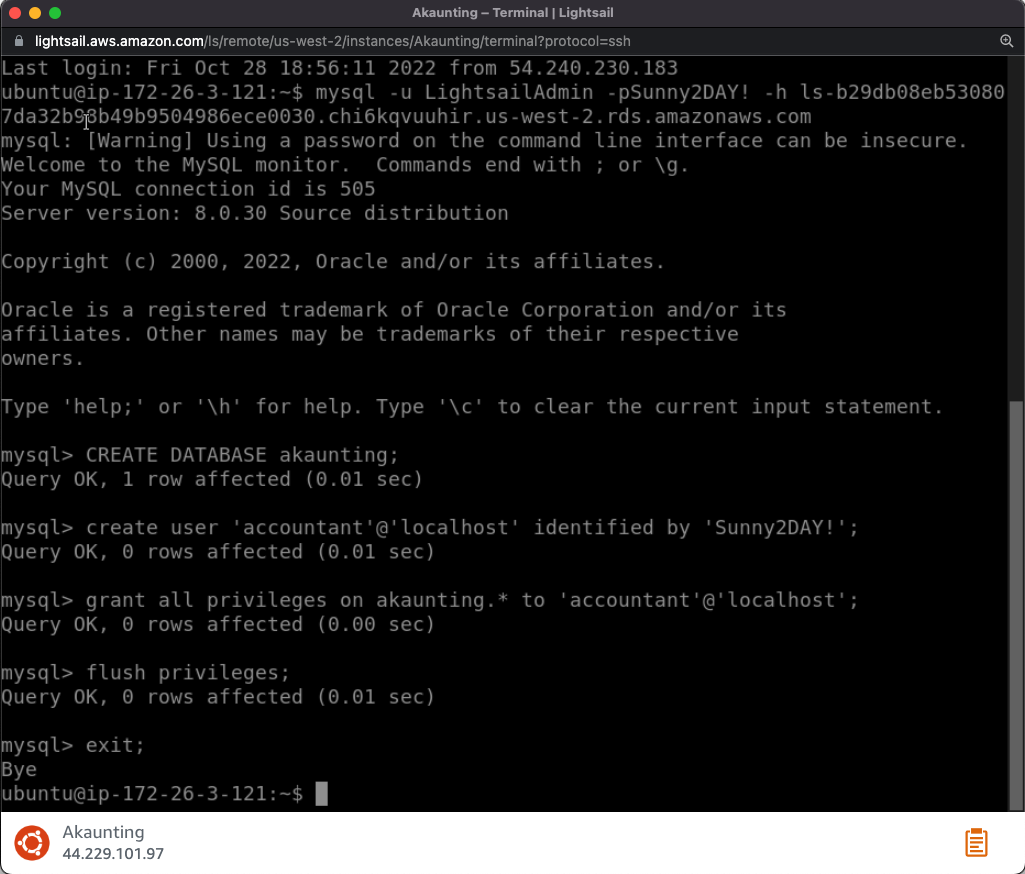 Akaunting – Terminal | Lightsail
lightsail.aws.amazon.com/ls/remote/us-west-2/instances/Akaunting/terminal?protocol=ssh
Last login: Fri Oct 28 18:56:11 2022 from 54.240.230.183
ubuntu@ip-172-26-3-121:~$ mysql -u LightsailAdmin -pSunny2DAY! -h ls-b29db08eb53080
7da32b93b49b9504986ece0030.chi6kqvuuhir.us-west-2.rds.amazonaws.com
mysql: [Warning] Using a password on the command line interface can be insecure.
Welcome to the MySQL monitor.  Commands end with ; or \g.
Your MySQL connection id is 505
Server version: 8.0.30 Source distribution
Copyright (c) 2000, 2022, Oracle and/or its affiliates.
Oracle is a registered trademark of Oracle Corporation and/or its
affiliates. Other names may be trademarks of their respective
owners.
Type 'help;' or '\h' for help. Type '\c' to clear the current input statement.
mysql> CREATE DATABASE akaunting;
Query OK, 1 row affected (0.01 sec)
mysql> create user 'accountant'@'localhost' identified by 'Sunny2DAY!';
Query OK, 0 rows affected (0.01 sec)
mysql> grant all privileges on akaunting.* to 'accountant'@'localhost';
Query OK, 0 rows affected (0.00 sec)
mysql> flush privileges;
Query OK, 0 rows affected (0.01 sec)
mysql> exit;
Bye
ubuntu@ip-172-26-3-121:~$
Akaunting
44.229.101.97